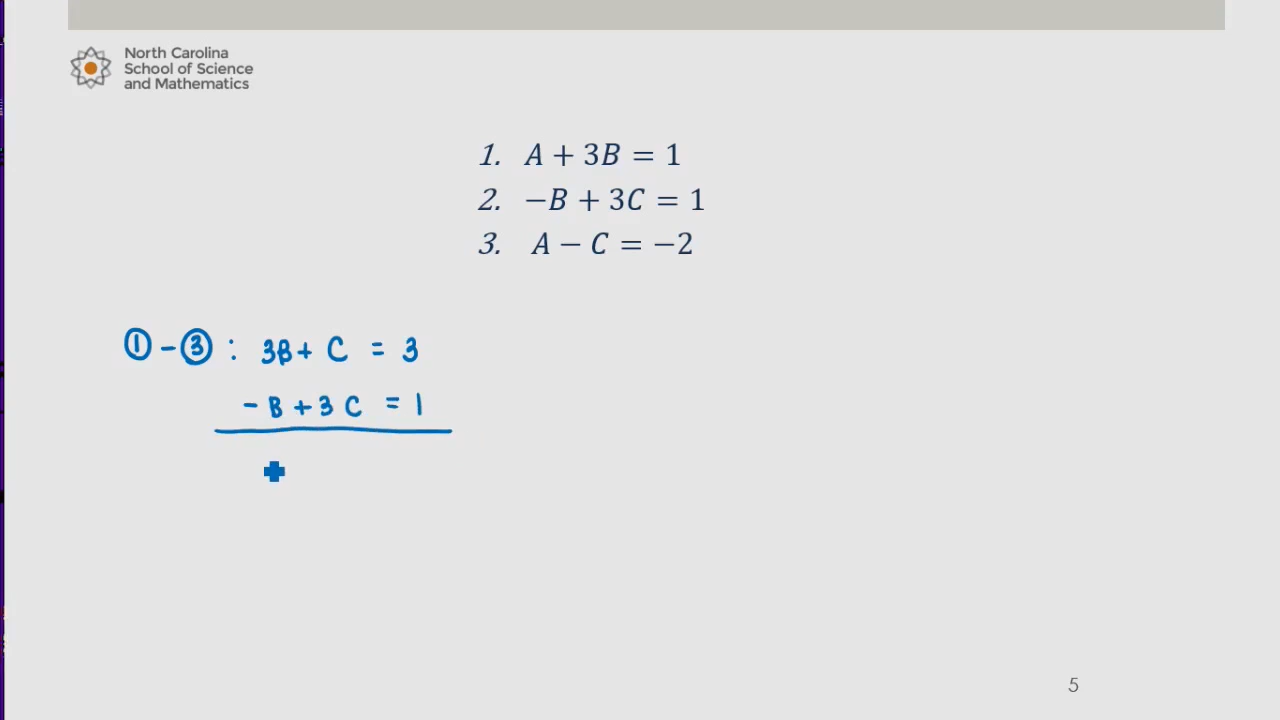 North Carolina
School of Science
and Mathematics
1. A + 3B = 1
2. −B + 3C = 1
3. A − C = −2
① - ③ : 3B + C = 3
- B + 3 C = 1
5